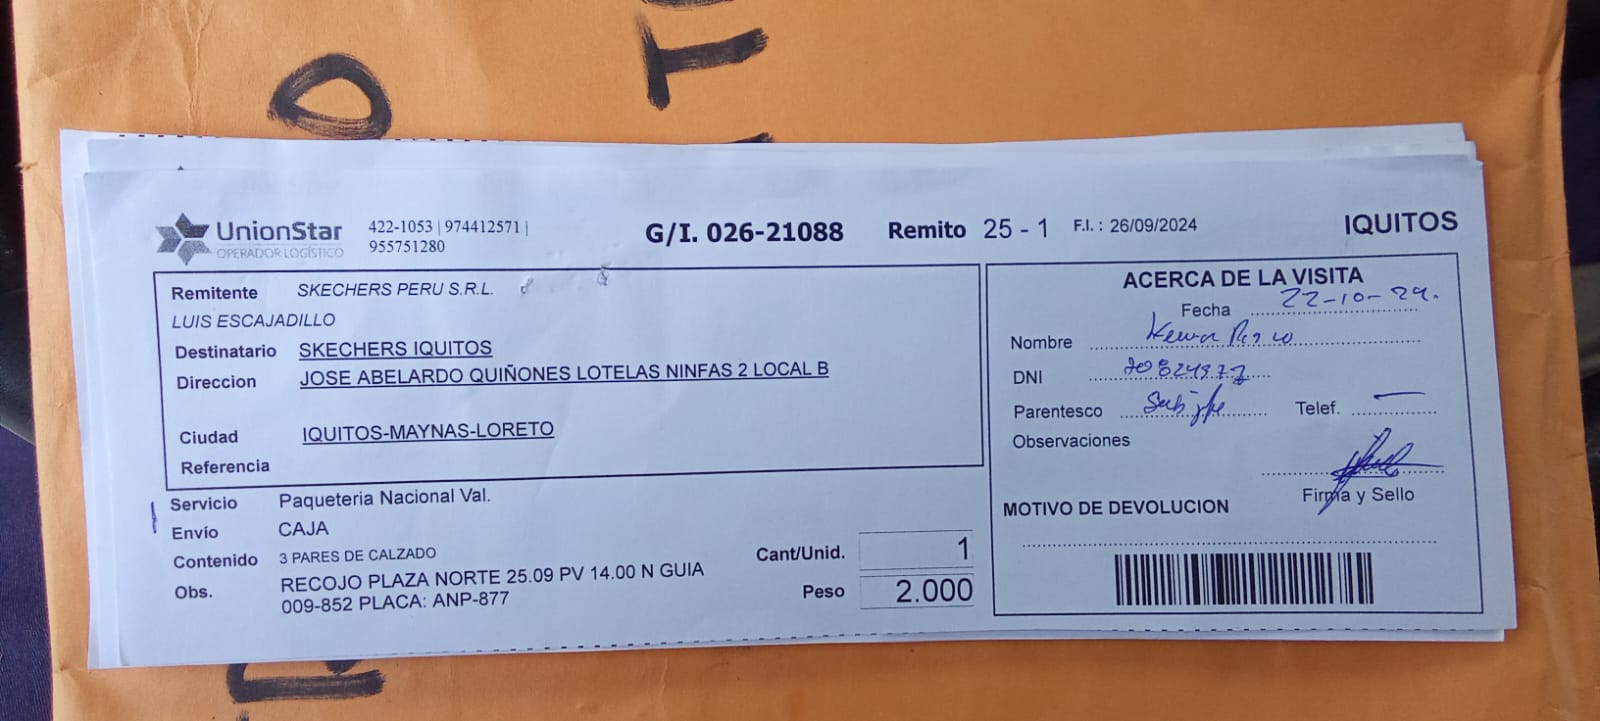 UnionStar
OPERADOR LOGÍSTICO
422-1053 | 974412571 |
955751280
G/I. 026-21088
Remito 25 - 1
F.I. : 26/09/2024
IQUITOS
Remitente SKECHERS PERU S.R.L.
LUIS ESCAJADILLO
Destinatario SKECHERS IQUITOS
Direccion JOSE ABELARDO QUIÑONES LOTELAS NINFAS 2 LOCAL B
Ciudad IQUITOS-MAYNAS-LORETO
Referencia
Servicio Paqueteria Nacional Val.
Envío CAJA
Contenido 3 PARES DE CALZADO
Obs. RECOJO PLAZA NORTE 25.09 PV 14.00 N GUIA
009-852 PLACA: ANP-877
Cant/Unid. 1
Peso 2.000
ACERCA DE LA VISITA
Fecha 22-10-24.
Nombre
DNI
Parentesco
Telef. —
Observaciones
Firma y Sello
MOTIVO DE DEVOLUCION